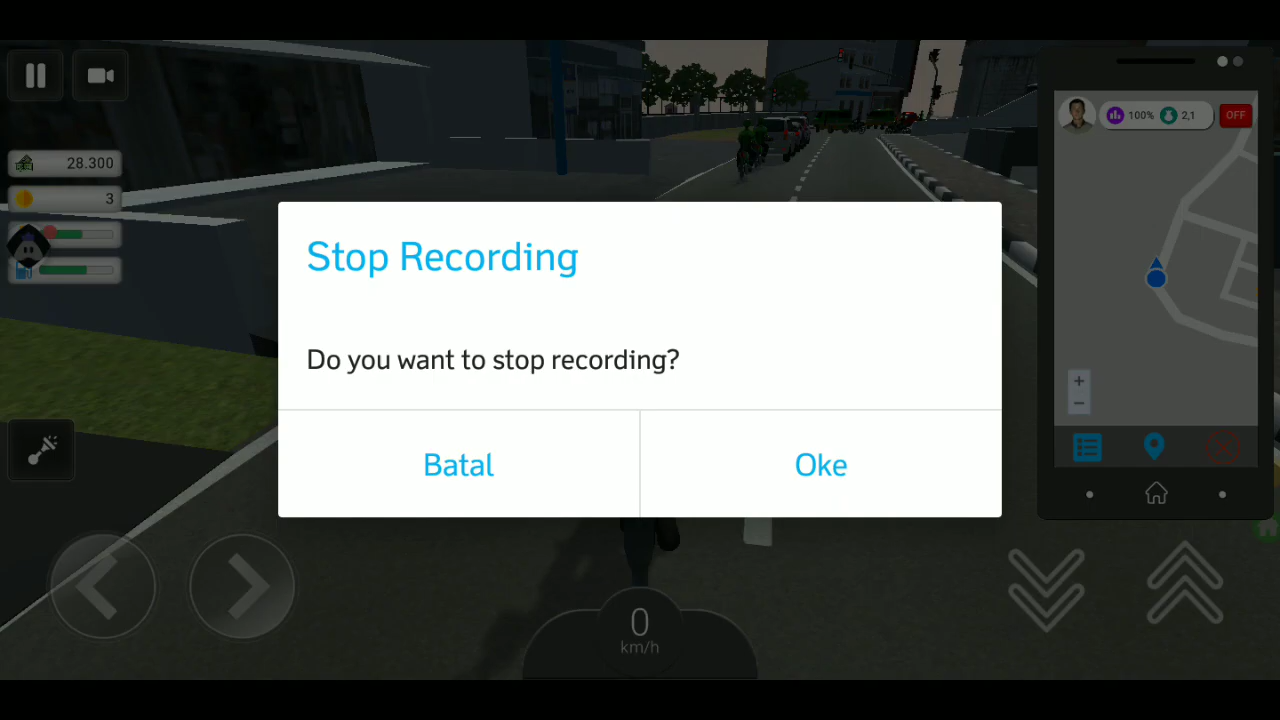 100%
2,1
OFF
28.300
3
Stop Recording
Do you want to stop recording?
Batal
Oke
0
km/h